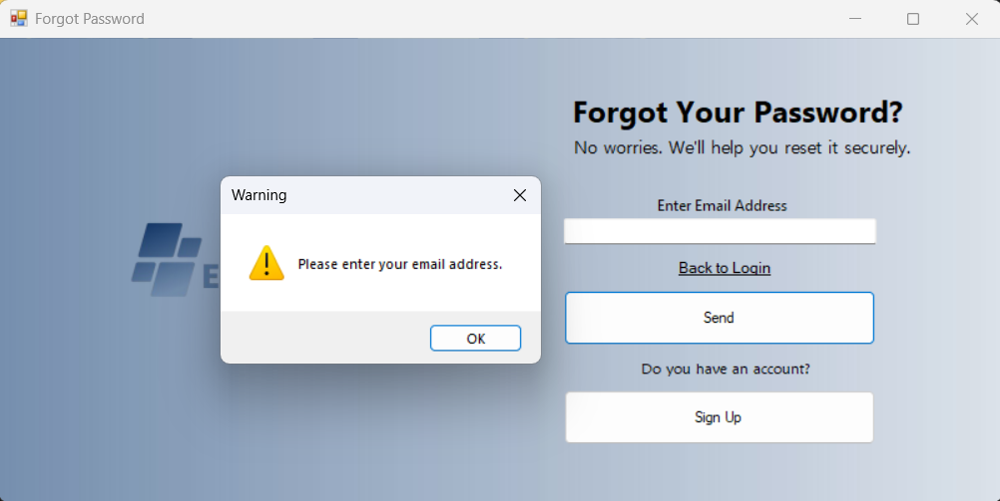 Forgot Password
Forgot Your Password?
No worries. We'll help you reset it securely.
Warning
Please enter your email address.
OK
Enter Email Address
Back to Login
Send
Do you have an account?
Sign Up